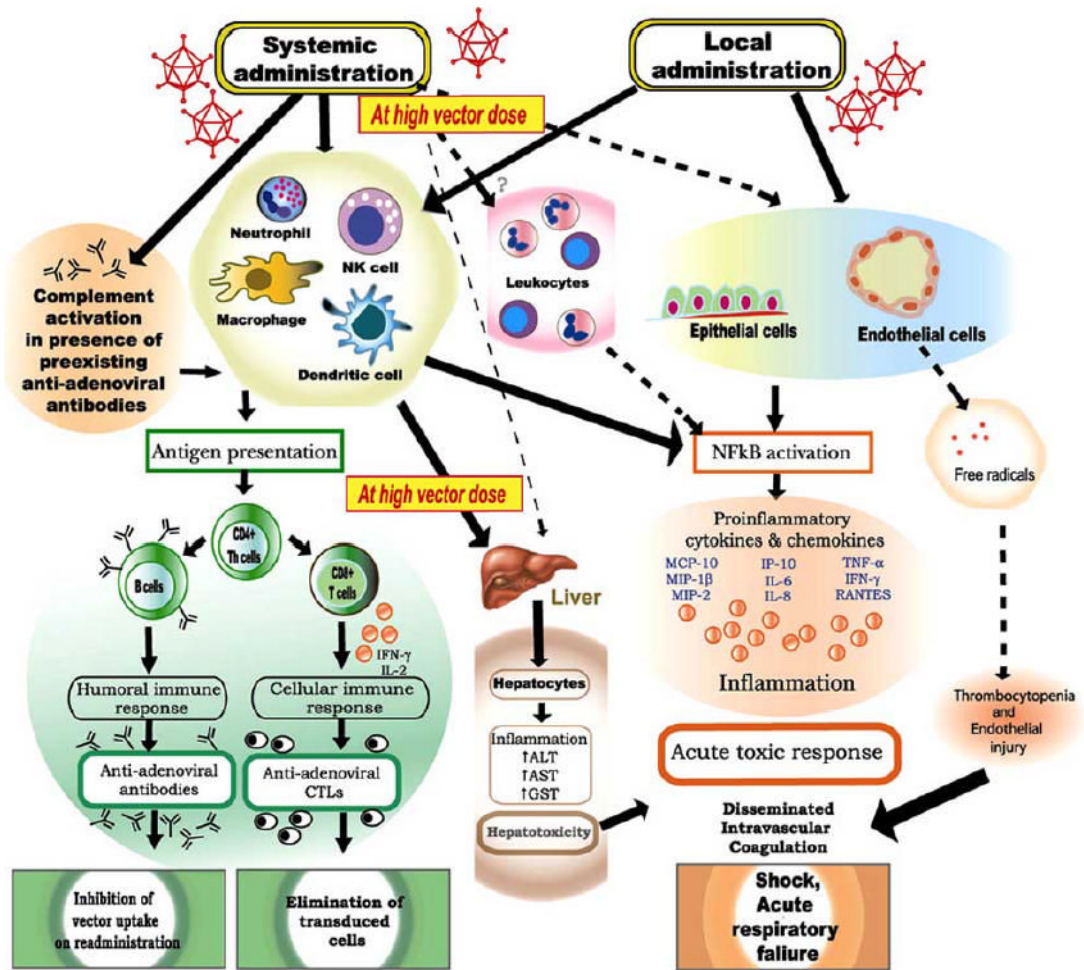 Systemic
administration
Local
administration
At high vector dose
?
Neutrophil
NK cell
Macrophage
Dendritic cell
Leukocytes
Epithelial cells
Endothelial cells
Complement
activation
in presence of
preexisting
anti-adenoviral
antibodies
Antigen presentation
NFkB activation
Free radicals
At high vector dose
CD4+
Th cells
B cells
CD8+
T cells
IFN-γ
IL-2
Liver
Proinflammatory
cytokines & chemokines
MCP-10 IP-10 TNF-α
MIP-1β IL-6 IFN-γ
MIP-2 IL-8 RANTES
Inflammation
Humoral immune
response
Cellular immune
response
Hepatocytes
Inflammation
↑ALT
↑AST
↑GST
Hepatotoxicity
Thrombocytopenia
and
Endothelial
injury
Anti-adenoviral
antibodies
Anti-adenoviral
CTLs
Acute toxic response
Disseminated
Intravascular
Coagulation
Inhibition of
vector uptake
on readministration
Elimination of
transduced
cells
Shock,
Acute
respiratory
faliure